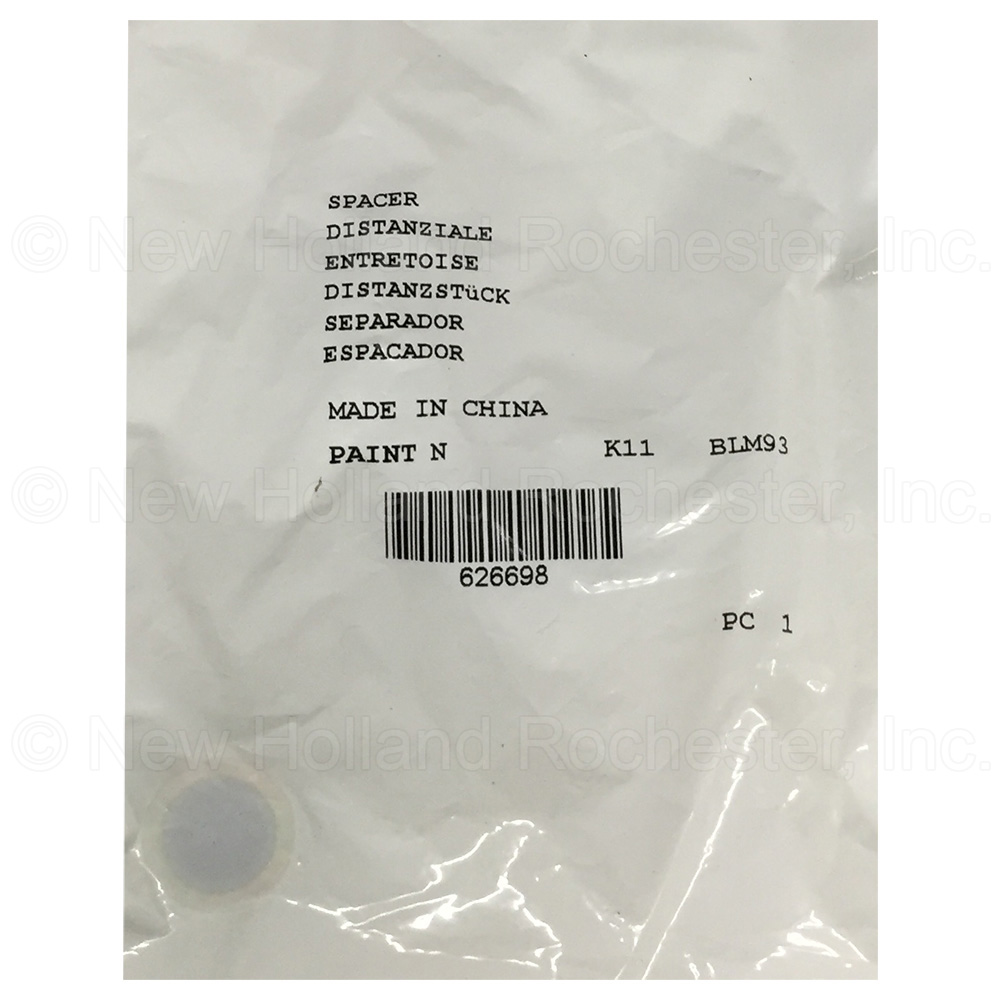 SPACER
DISTANZIALE
ENTRETOISE
DISTANZSTüCK
SEPARADOR
ESPACADOR
MADE IN CHINA
PAINT N K11 BLM93
626698
PC 1
© New Holland Rochester, Inc.
© New Holland Rochester, Inc.
© New Holland Rochester, Inc.